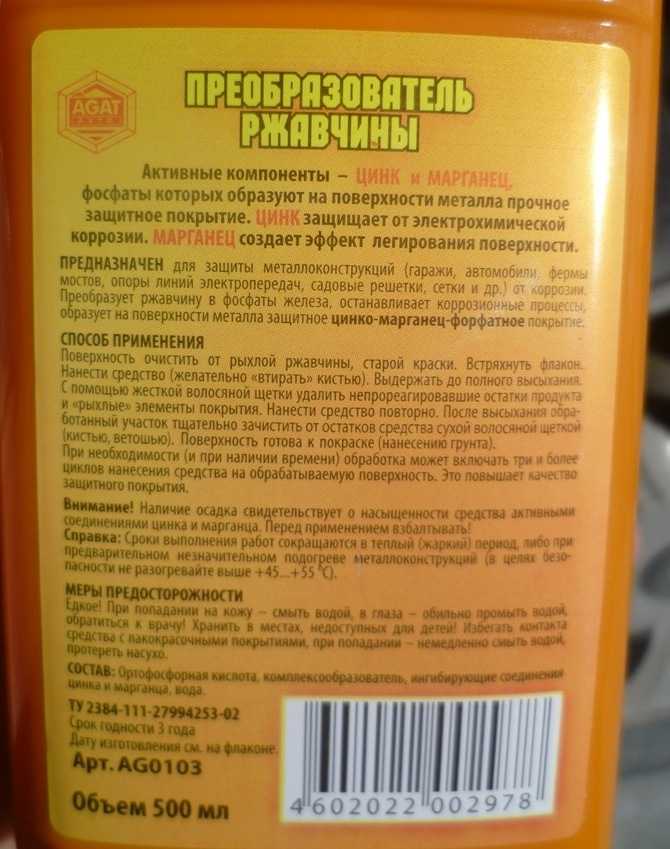 AGAT
AVTO
ПРЕОБРАЗОВАТЕЛЬ
РЖАВЧИНЫ
Активные компоненты – ЦИНК и МАРГАНЕЦ,
фосфаты которых образуют на поверхности металла прочное
защитное покрытие. ЦИНК защищает от электрохимической
коррозии. МАРГАНЕЦ создает эффект легирования поверхности.
ПРЕДНАЗНАЧЕН для защиты металлоконструкций (гаражи, автомобили, фермы
мостов, опоры линий электропередач, садовые решетки, сетки и др.) от коррозии.
Преобразует ржавчину в фосфаты железа, останавливает коррозионные процессы,
образует на поверхности металла защитное цинко-марганец-форфатное покрытие.
СПОСОБ ПРИМЕНЕНИЯ
Поверхность очистить от рыхлой ржавчины, старой краски. Встряхнуть флакон.
Нанести средство (желательно «втирать» кистью). Выдержать до полного высыхания.
С помощью жесткой волосяной щетки удалить непрореагировавшие остатки продукта
и «рыхлые» элементы покрытия. Нанести средство повторно. После высыхания обра-
ботанный участок тщательно зачистить от остатков средства сухой волосяной щеткой
(кистью, ветошью). Поверхность готова к покраске (нанесению грунта).
При необходимости (и при наличии времени) обработка может включать три и более
циклов нанесения средства на обрабатываемую поверхность. Это повышает качество
защитного покрытия.
Внимание! Наличие осадка свидетельствует о насыщенности средства активными
соединениями цинка и марганца. Перед применением взбалтывать!
Справка: Сроки выполнения работ сокращаются в теплый (жаркий) период, либо при
предварительном незначительном подогреве металлоконструкций (в целях безо-
пасности не разогревайте выше +45...+55 °С).
МЕРЫ ПРЕДОСТОРОЖНОСТИ
Едкое! При попадании на кожу – смыть водой, в глаза – обильно промыть водой,
обратиться к врачу! Хранить в местах, недоступных для детей! Избегать контакта
средства с лакокрасочными покрытиями, при попадании – немедленно смыть водой,
протереть насухо.
СОСТАВ: Ортофосфорная кислота, комплексообразователь, ингибирующие соединения
цинка и марганца, вода.
ТУ 2384-111-27994253-02
Срок годности 3 года
Дату изготовления см. на флаконе.
Арт. AG0103
Объем 500 мл
4 602022 002978